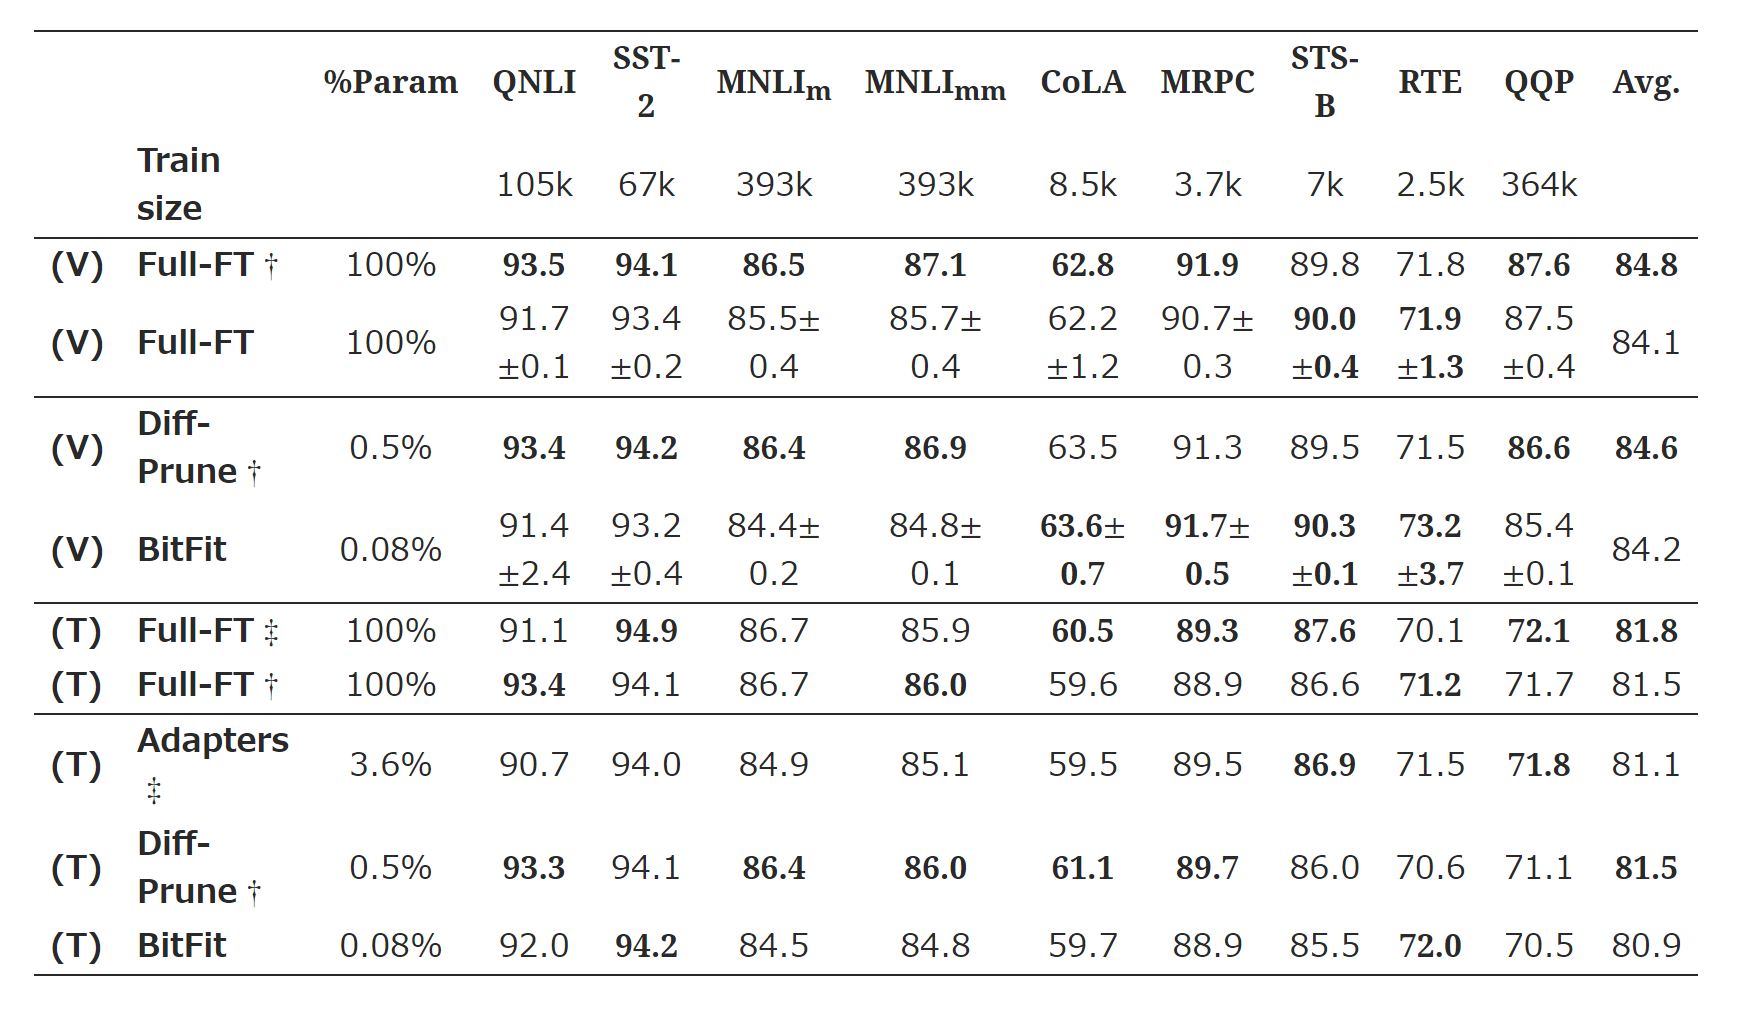 %Param QNLI SST-2 MNLIm MNLImm CoLA MRPC STS-B RTE QQP Avg.
Train size 105k 67k 393k 393k 8.5k 3.7k 7k 2.5k 364k
(V) Full-FT † 100% 93.5 94.1 86.5 87.1 62.8 91.9 89.8 71.8 87.6 84.8
(V) Full-FT 100% 91.7±0.1 93.4±0.2 85.5±0.4 85.7±0.4 62.2±1.2 90.7±0.3 90.0±0.4 71.9±1.3 87.5±0.4 84.1
(V) Diff-Prune † 0.5% 93.4 94.2 86.4 86.9 63.5 91.3 89.5 71.5 86.6 84.6
(V) BitFit 0.08% 91.4±2.4 93.2±0.4 84.4±0.2 84.8±0.1 63.6±0.7 91.7±0.5 90.3±0.1 73.2±3.7 85.4±0.1 84.2
(T) Full-FT ‡ 100% 91.1 94.9 86.7 85.9 60.5 89.3 87.6 70.1 72.1 81.8
(T) Full-FT † 100% 93.4 94.1 86.7 86.0 59.6 88.9 86.6 71.2 71.7 81.5
(T) Adapters ‡ 3.6% 90.7 94.0 84.9 85.1 59.5 89.5 86.9 71.5 71.8 81.1
(T) Diff-Prune † 0.5% 93.3 94.1 86.4 86.0 61.1 89.7 86.0 70.6 71.1 81.5
(T) BitFit 0.08% 92.0 94.2 84.5 84.8 59.7 88.9 85.5 72.0 70.5 80.9